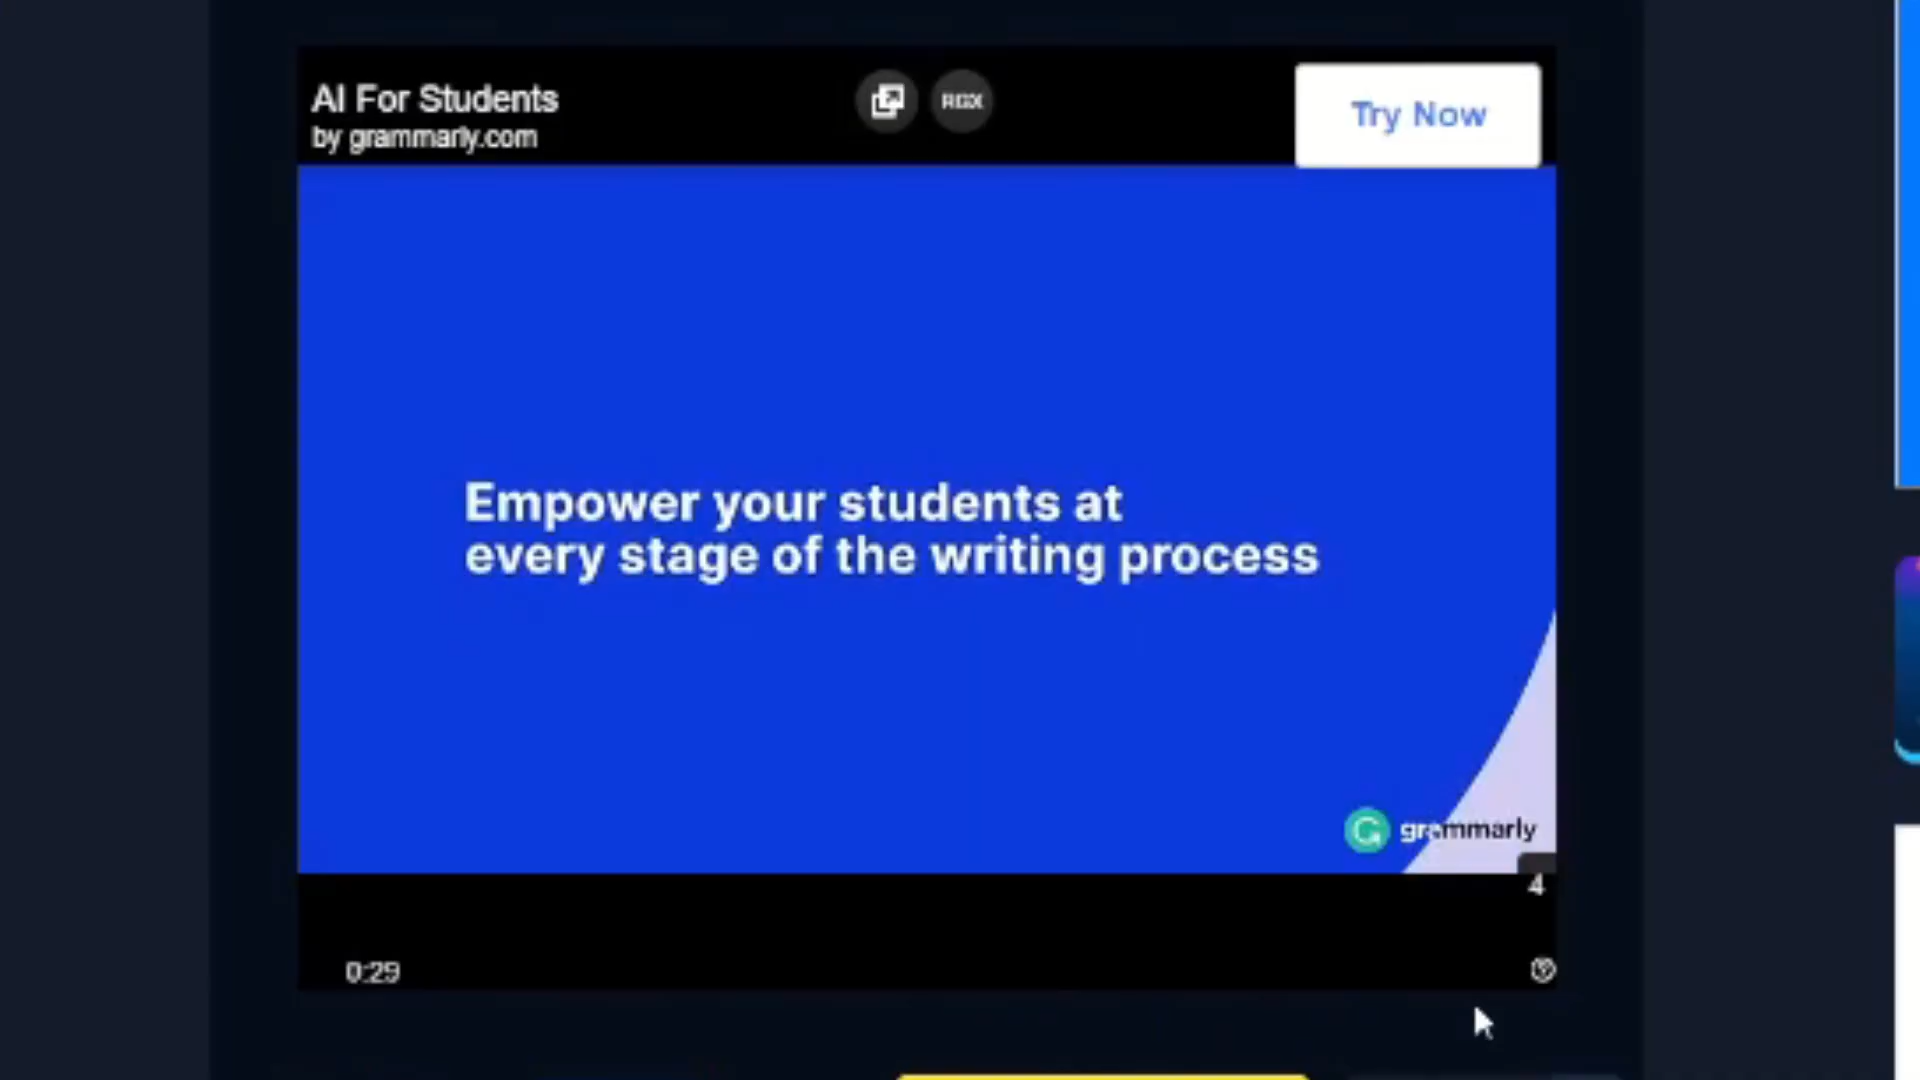 AI For Students
by grammarly.com
Try Now
Empower your students at
every stage of the writing process
grammarly
4
0:29